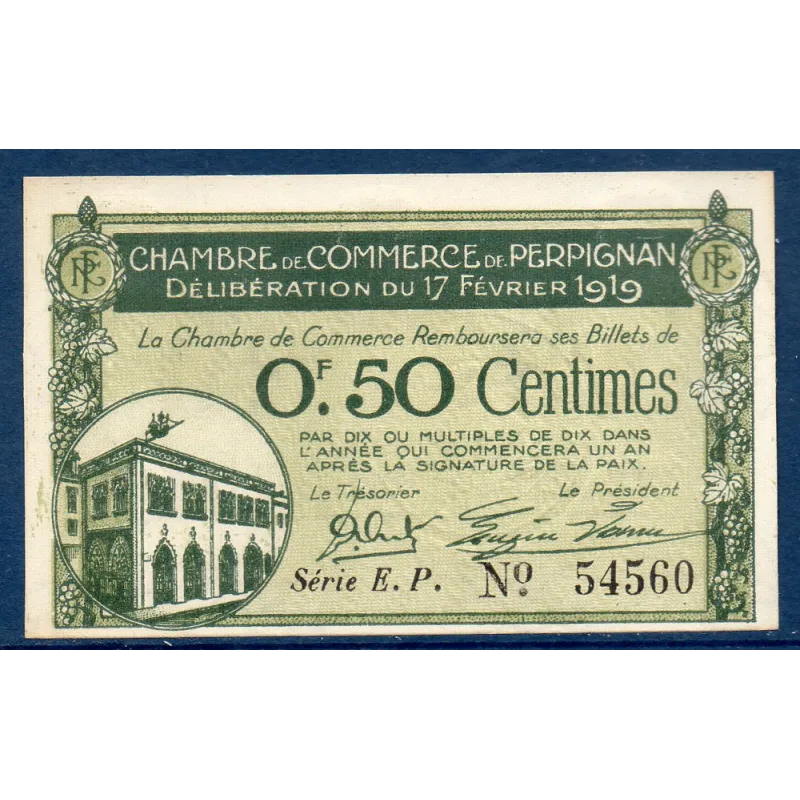 CHAMBRE DE COMMERCE DE PERPIGNAN
DÉLIBÉRATION DU 17 FÉVRIER 1919
La Chambre de Commerce Remboursera ses Billets de
0F.50 Centimes
PAR DIX OU MULTIPLES DE DIX DANS
L'ANNÉE QUI COMMENCERA UN AN
APRÈS LA SIGNATURE DE LA PAIX.
Le Trésorier Le Président
Série E. P. Nº 54560